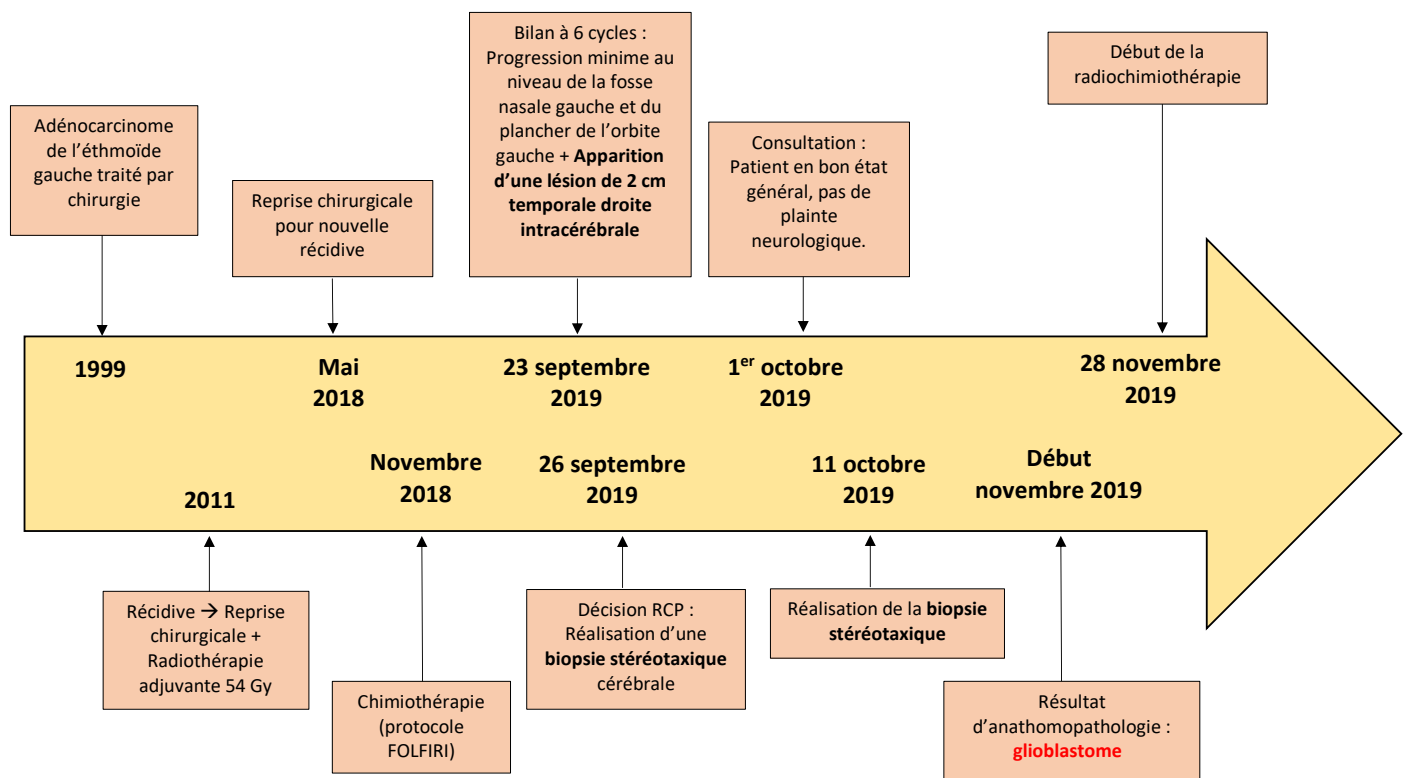 Adénocarcinome
de l'éthmoïde
gauche traité par
chirurgie
Reprise chirurgicale
pour nouvelle
récidive
Bilan à 6 cycles :
Progression minime au
niveau de la fosse
nasale gauche et du
plancher de l'orbite
gauche + Apparition
d'une lésion de 2 cm
temporale droite
intracérébrale
Consultation :
Patient en bon état
général, pas de
plainte
neurologique.
Début de la
radiochimiothérapie
1999
Mai
2018
23 septembre
2019
1er octobre
2019
28 novembre
2019
2011
Novembre
2018
26 septembre
2019
11 octobre
2019
Début
novembre 2019
Récidive → Reprise
chirurgicale +
Radiothérapie
adjuvante 54 Gy
Chimiothérapie
(protocole
FOLFIRI)
Décision RCP :
Réalisation d'une
biopsie stéréotaxique
cérébrale
Réalisation de la biopsie
stéréotaxique
Résultat
d'anathomopathologie :
glioblastome